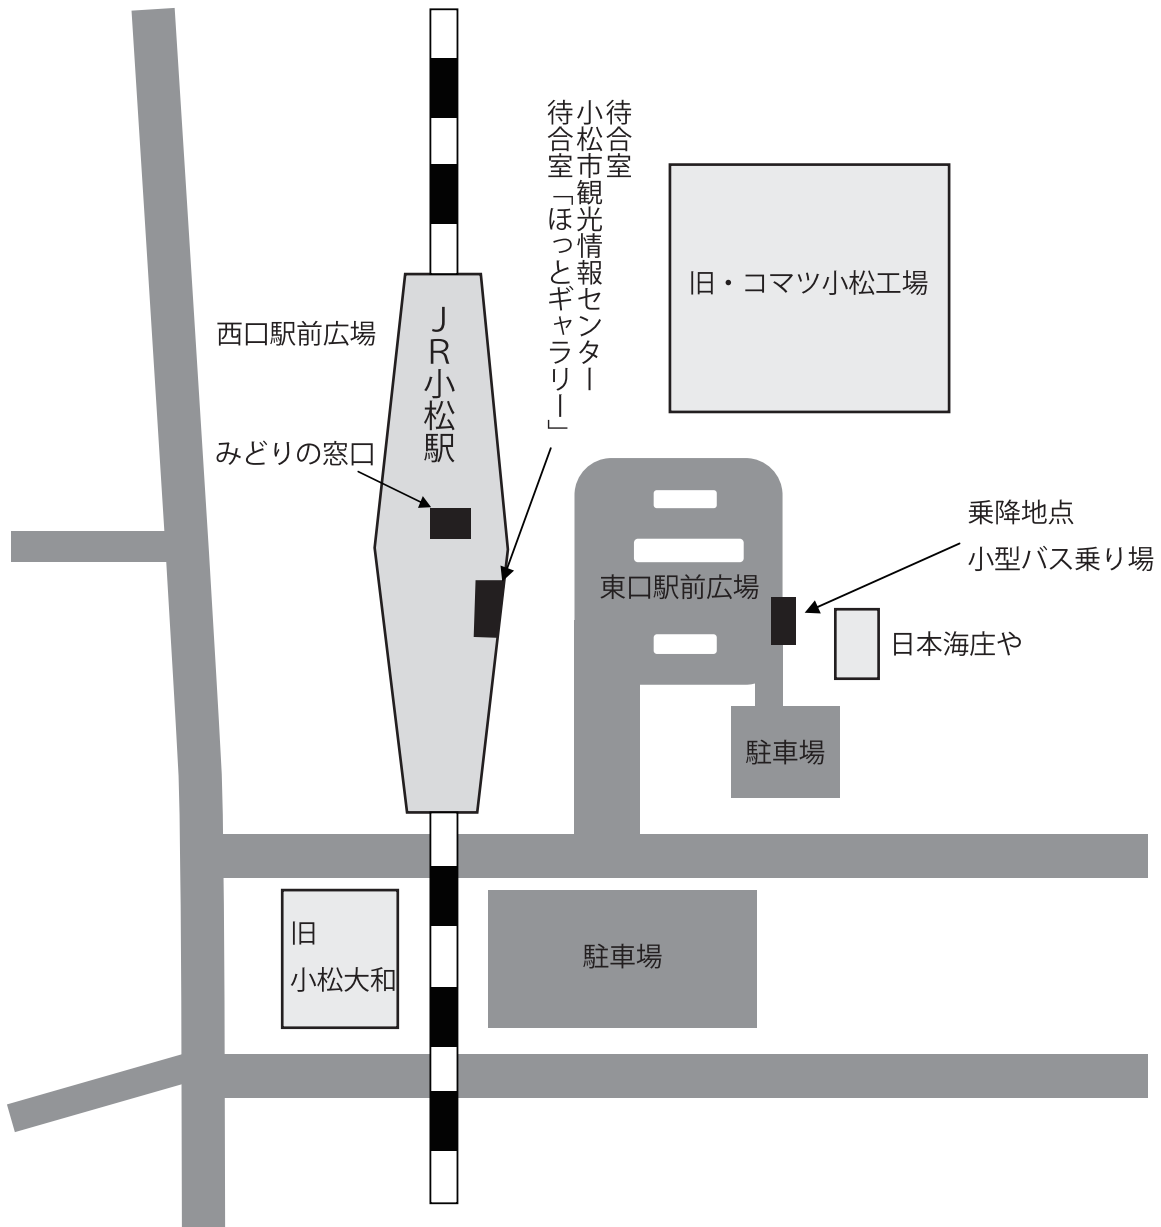 待合室
小松市観光情報センター
待合室「ほっとギャラリー」
旧・コマツ小松工場
西口駅前広場
JR小松駅
みどりの窓口
乗降地点
小型バス乗り場
東口駅前広場
日本海庄や
駐車場
旧
小松大和
駐車場